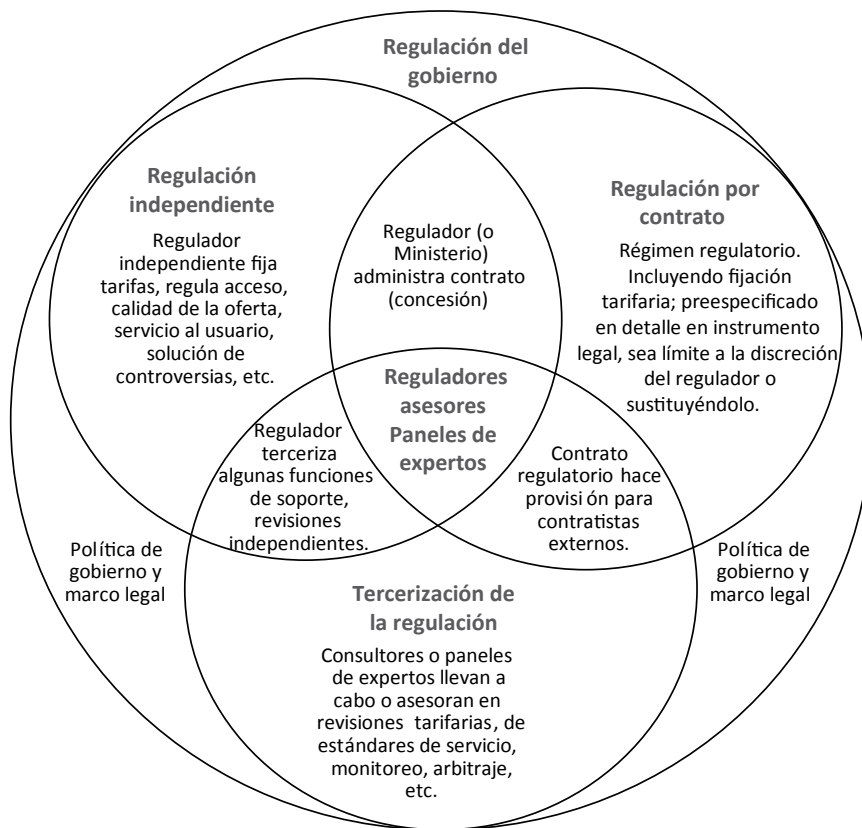 Regulación del
gobierno
Regulación
independiente
Regulador
independiente fija
tarifas, regula acceso,
calidad de la oferta,
servicio al usuario,
solución de
controversias, etc.
Regulador (o
Ministerio)
administra contrato
(concesión)
Regulación por
contrato
Régimen regulatorio.
Incluyendo fijación
tarifaria; preespecificado
en detalle en instrumento
legal, sea límite a la discreción
del regulador o
sustituyéndolo.
Reguladores
asesores
Paneles de
expertos
Regulador
terceriza
algunas funciones
de soporte,
revisiones
independientes.
Contrato
regulatorio hace
provisión para
contratistas
externos.
Política de
gobierno y
marco legal
Política de
gobierno y
marco legal
Tercerización de
la regulación
Consultores o paneles
de expertos llevan a
cabo o asesoran en
revisiones tarifarias, de
estándares de servicio,
monitoreo, arbitraje,
etc.